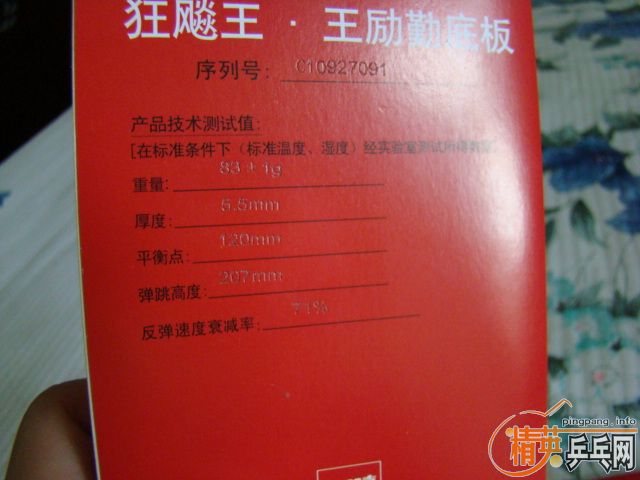 狂飚王·王励勤底板
序列号: C10927091
产品技术测试值:
[在标准条件下（标准温度、湿度）经实验室测试所得数据]
重量: 83±1g
厚度: 5.5mm
平衡点: 120mm
弹跳高度: 207mm
反弹速度衰减率: 71%
pingpang.info
精英乒乓网